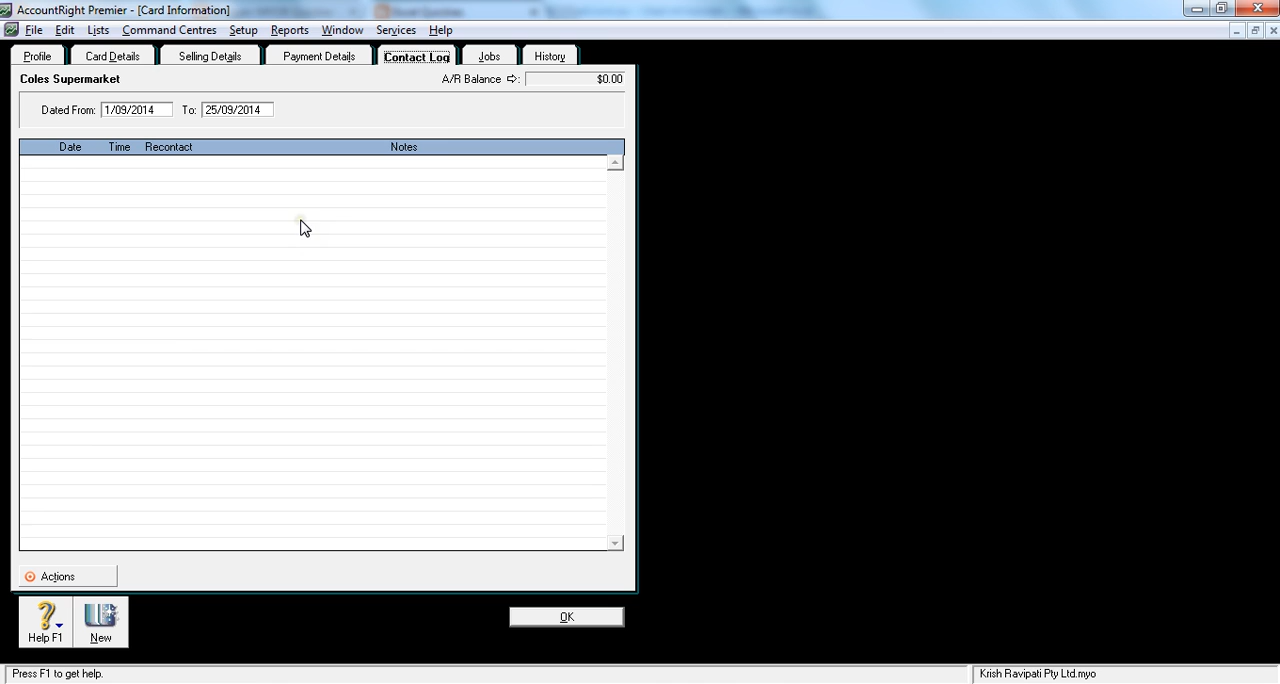 AccountRight Premier - [Card Information]
File Edit Lists Command Centres Setup Reports Window Services Help
Profile Card Details Selling Details Payment Details Contact Log Jobs History
Coles Supermarket A/R Balance $0.00
Dated From: 1/09/2014 To: 25/09/2014
Date Time Recontact Notes
Actions
Help F1 New OK
Press F1 to get help. Krish Ravipati Pty Ltd.myo